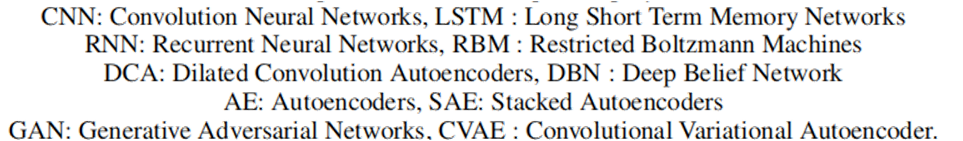 CNN: Convolution Neural Networks, LSTM : Long Short Term Memory Networks
RNN: Recurrent Neural Networks, RBM : Restricted Boltzmann Machines
DCA: Dilated Convolution Autoencoders, DBN : Deep Belief Network
AE: Autoencoders, SAE: Stacked Autoencoders
GAN: Generative Adversarial Networks, CVAE : Convolutional Variational Autoencoder.